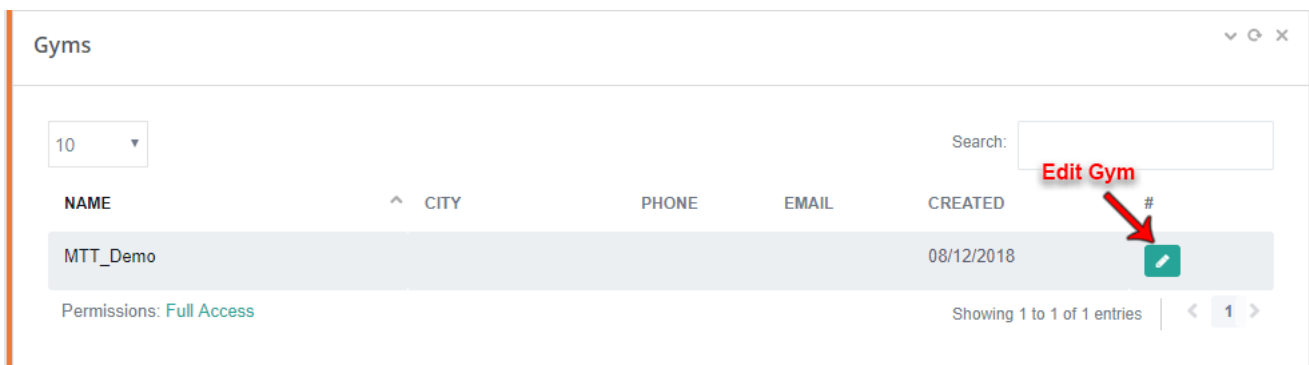 Gyms
10
Search:
Edit Gym
NAME CITY PHONE EMAIL CREATED #
MTT_Demo 08/12/2018
Permissions: Full Access
Showing 1 to 1 of 1 entries 1